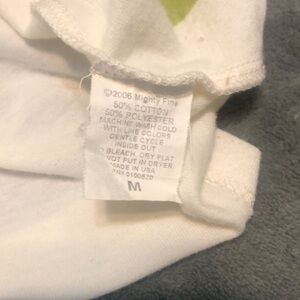 ©2006 Mighty Fine
50% COTTON
50% POLYESTER
MACHINE WASH COLD
WITH LIKE COLORS
GENTLE CYCLE
INSIDE OUT
O BLEACH, DRY FLAT
NOT PUT IN DRYER
MADE IN USA
0100520
M